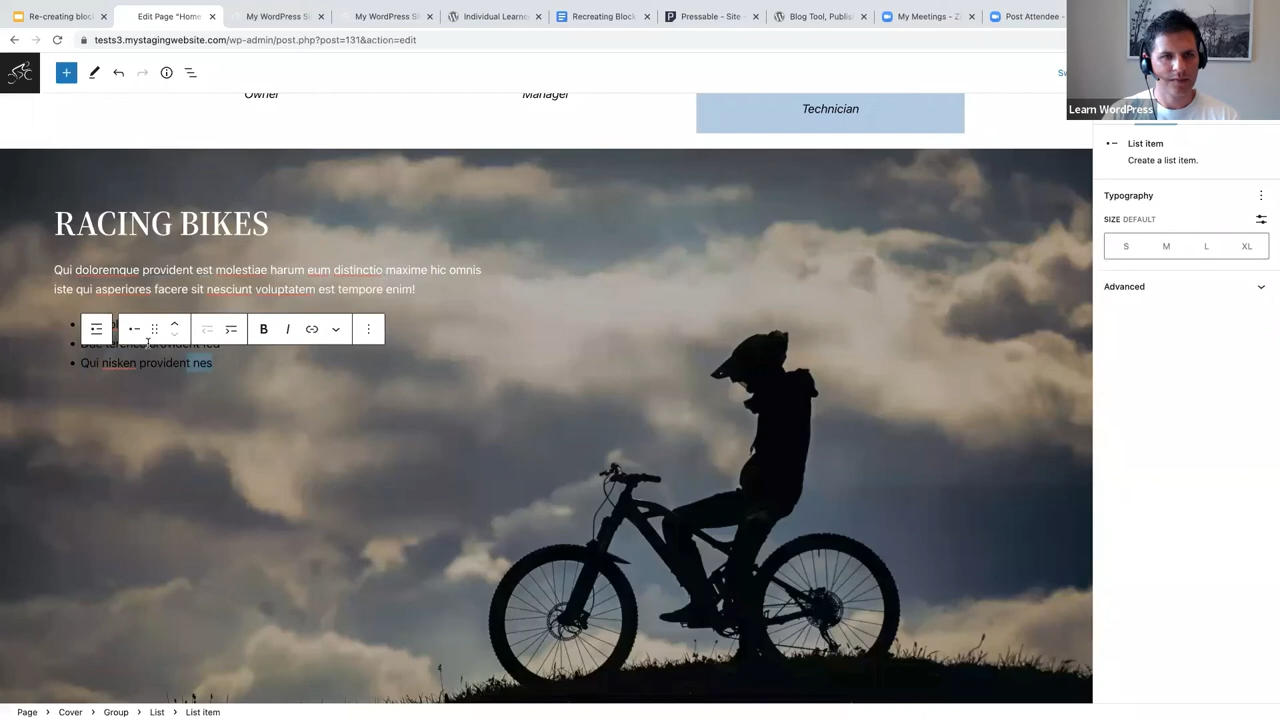 Re-creating bloc
Edit Page “Home
My WordPress Si
My WordPress Si
Individual Learne
Recreating Block
Pressable - Site
Blog Tool, Publis
My Meetings - Z
Post Attendee -
tests3.mystagingwebsite.com/wp-admin/post.php?post=131&action=edit
Learn WordPress
Owner
Manager
Technician
List item
Create a list item.
Typography
SIZE DEFAULT
S M L XL
Advanced
RACING BIKES
Qui doloremque provident est molestiae harum eum distinctio maxime hic omnis
iste qui asperiores facere sit nesciunt voluptatem est tempore enim!
B I
Qui nisken provident nes
Page Cover Group List List item